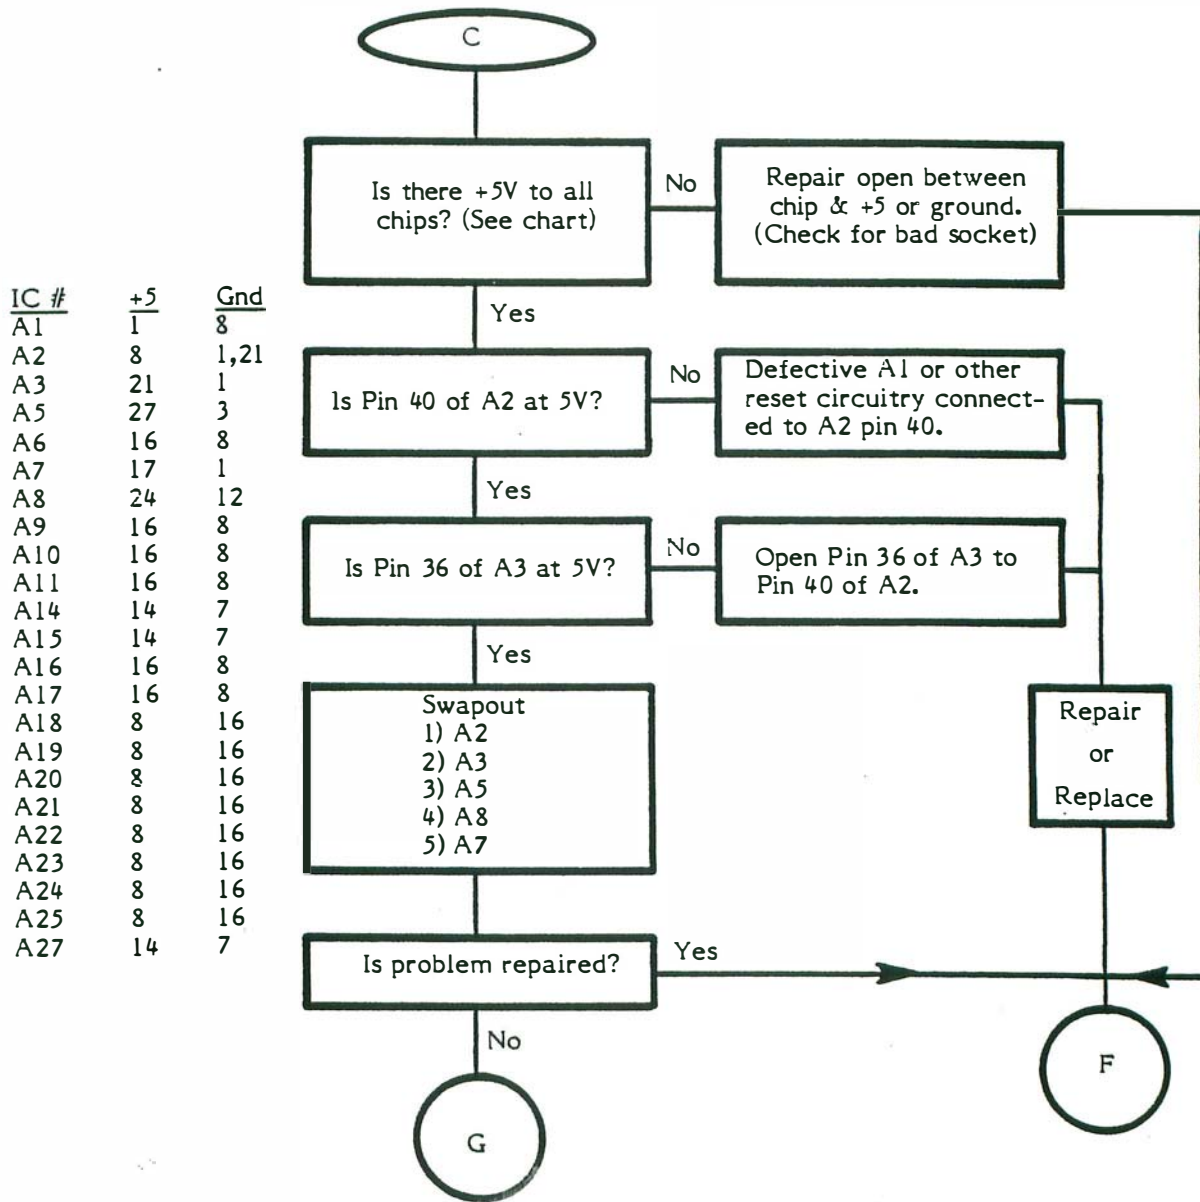 C
Is there +5V to all
chips? (See chart)
No
Repair open between
chip & +5 or ground.
(Check for bad socket)
Yes
IC # +5 Gnd
A1 1 8
A2 8 1,21
A3 21 1
A5 27 3
A6 16 8
A7 17 1
A8 24 12
A9 16 8
A10 16 8
A11 16 8
A14 14 7
A15 14 7
A16 16 8
A17 16 8
A18 8 16
A19 8 16
A20 8 16
A21 8 16
A22 8 16
A23 8 16
A24 8 16
A25 8 16
A27 14 7
Is Pin 40 of A2 at 5V?
No
Defective A1 or other
reset circuitry connect-
ed to A2 pin 40.
Yes
Is Pin 36 of A3 at 5V?
No
Open Pin 36 of A3 to
Pin 40 of A2.
Yes
Swapout
1) A2
2) A3
3) A5
4) A8
5) A7
Repair
or
Replace
Is problem repaired?
Yes
No
F
G